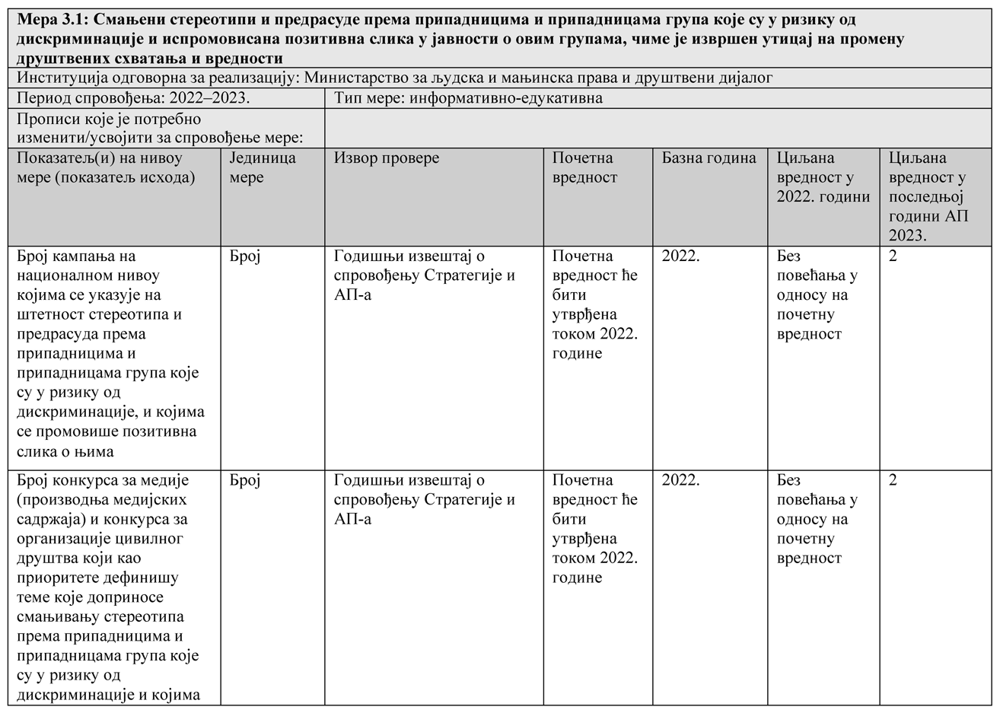 Мера 3.1: Смањени стереотипи и предрасуде према припадницима и припадницама група које су у ризику од
дискриминације и испромовисана позитивна слика у јавности о овим групама, чиме је извршен утицај на промену
друштвених схватања и вредности
Институција одговорна за реализацију: Министарство за људска и мањинска права и друштвени дијалог
Период спровођења: 2022–2023.
Тип мере: информативно-едукативна
Прописи које је потребно
изменити/усвојити за спровођење мере:
Показатељ(и) на нивоу
мере (показатељ исхода)
Јединица
мере
Извор провере
Почетна
вредност
Базна година
Циљана
вредност у
2022. години
Циљана
вредност у
последњој
години АП
2023.
Број кампања на
националном нивоу
којима се указује на
штетност стереотипа и
предрасуда према
припадницима и
припадницама група које
су у ризику од
дискриминације, и којима
се промовише позитивна
слика о њима
Број
Годишњи извештај о
спровођењу Стратегије и
АП-а
Почетна
вредност ће
бити
утврђена
током 2022.
године
2022.
Без
повећања у
односу на
почетну
вредност
2
Број конкурса за медије
(производња медијских
садржаја) и конкурса за
организације цивилног
друштва који као
приоритете дефинишу
теме које доприносе
смањивању стереотипа
према припадницима и
припадницама група које
су у ризику од
дискриминације и којима
Број
Годишњи извештај о
спровођењу Стратегије и
АП-а
Почетна
вредност ће
бити
утврђена
током 2022.
године
2022.
Без
повећања у
односу на
почетну
вредност
2